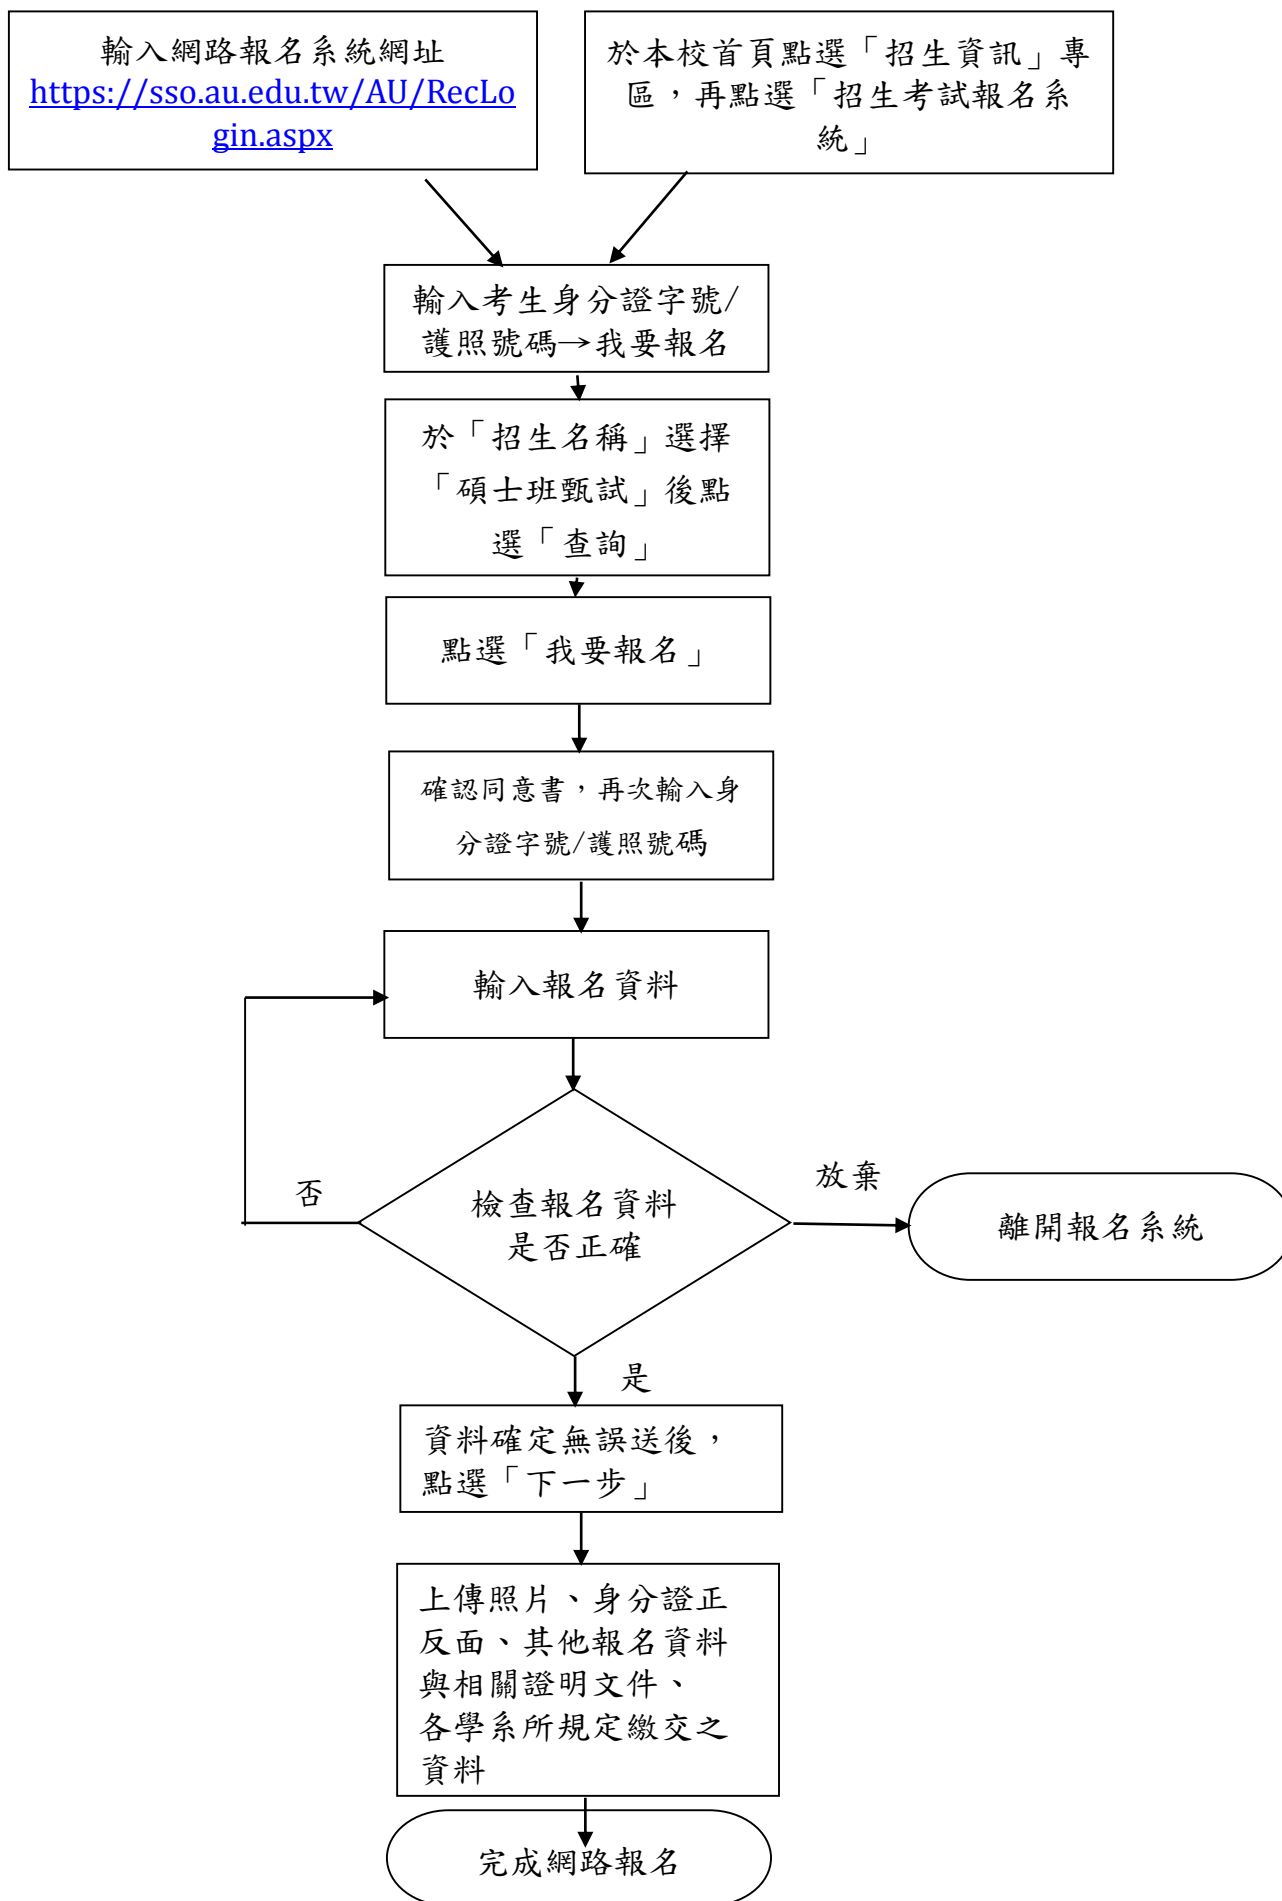 輸入網路報名系統網址
https://sso.au.edu.tw/AU/RecLo
gin.aspx
於本校首頁點選「招生資訊」專
區，再點選「招生考試報名系
統」
輸入考生身分證字號/
護照號碼→我要報名
於「招生名稱」選擇
「碩士班甄試」後點
選「查詢」
點選「我要報名」
確認同意書，再次輸入身
分證字號/護照號碼
輸入報名資料
否
檢查報名資料
是否正確
放棄
離開報名系統
是
資料確定無誤送後，
點選「下一步」
上傳照片、身分證正
反面、其他報名資料
與相關證明文件、
各學系所規定繳交之
資料
完成網路報名